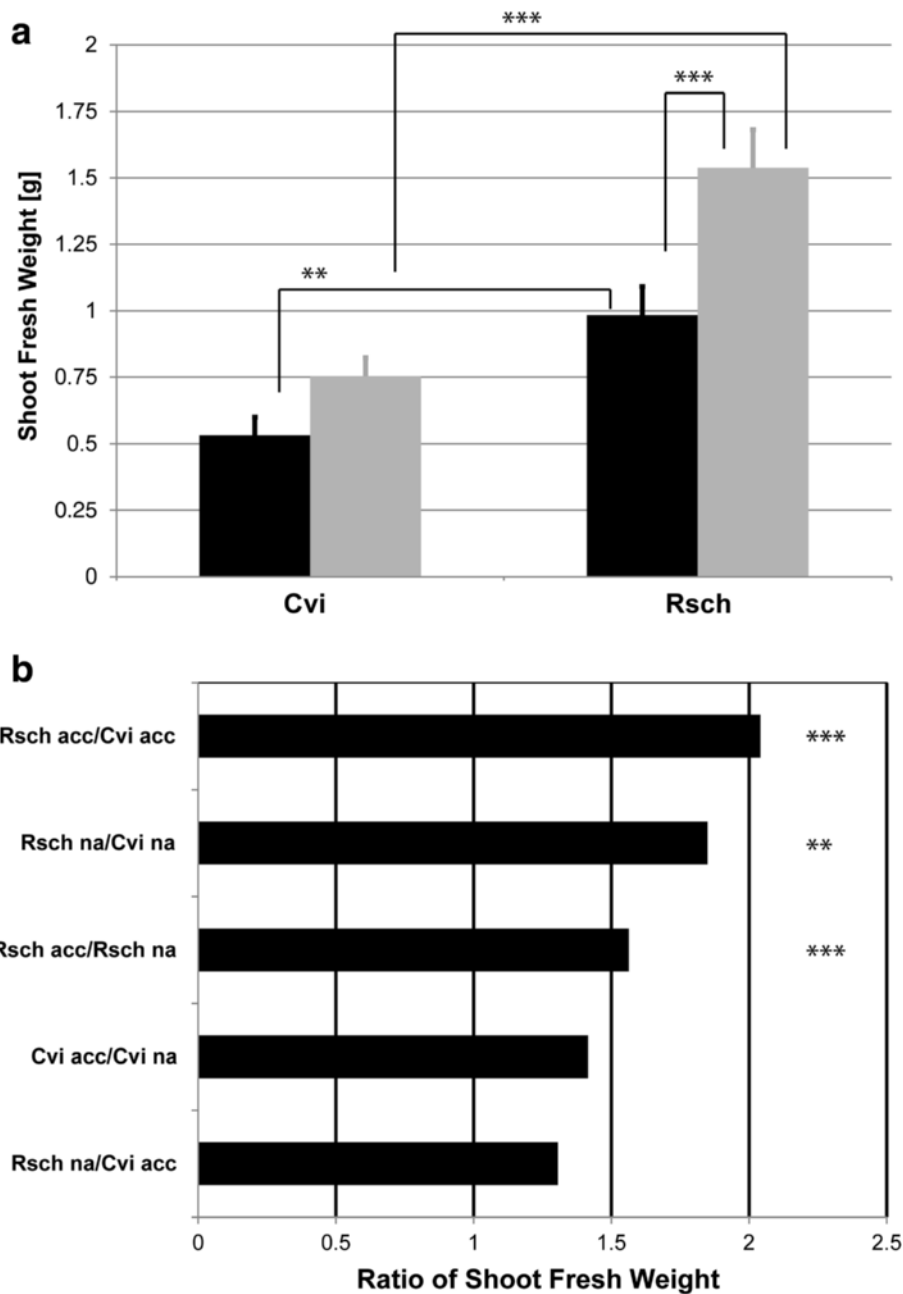 a
***
2
***
1.75
1.5
1.25
**
1
0.75
0.5
0.25
0
Shoot Fresh Weight [g]
Cvi Rsch
b
Rsch acc/Cvi acc ***
Rsch na/Cvi na **
Rsch acc/Rsch na ***
Cvi acc/Cvi na
Rsch na/Cvi acc
0 0.5 1 1.5 2 2.5
Ratio of Shoot Fresh Weight